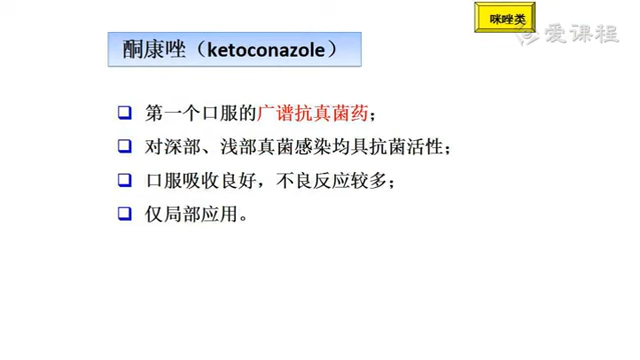 咪唑类
爱课程
酮康唑（ketoconazole）
第一个口服的广谱抗真菌药；
对深部、浅部真菌感染均具抗菌活性；
口服吸收良好，不良反应较多；
仅局部应用。